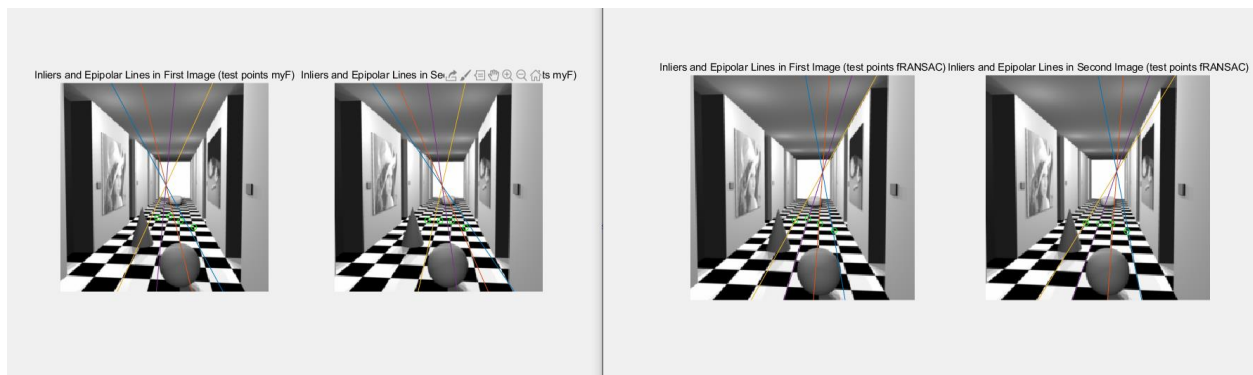 Inliers and Epipolar Lines in First Image (test points myF)
Inliers and Epipolar Lines in ts myF)
Inliers and Epipolar Lines in First Image (test points fRANSAC)
Inliers and Epipolar Lines in Second Image (test points fRANSAC)